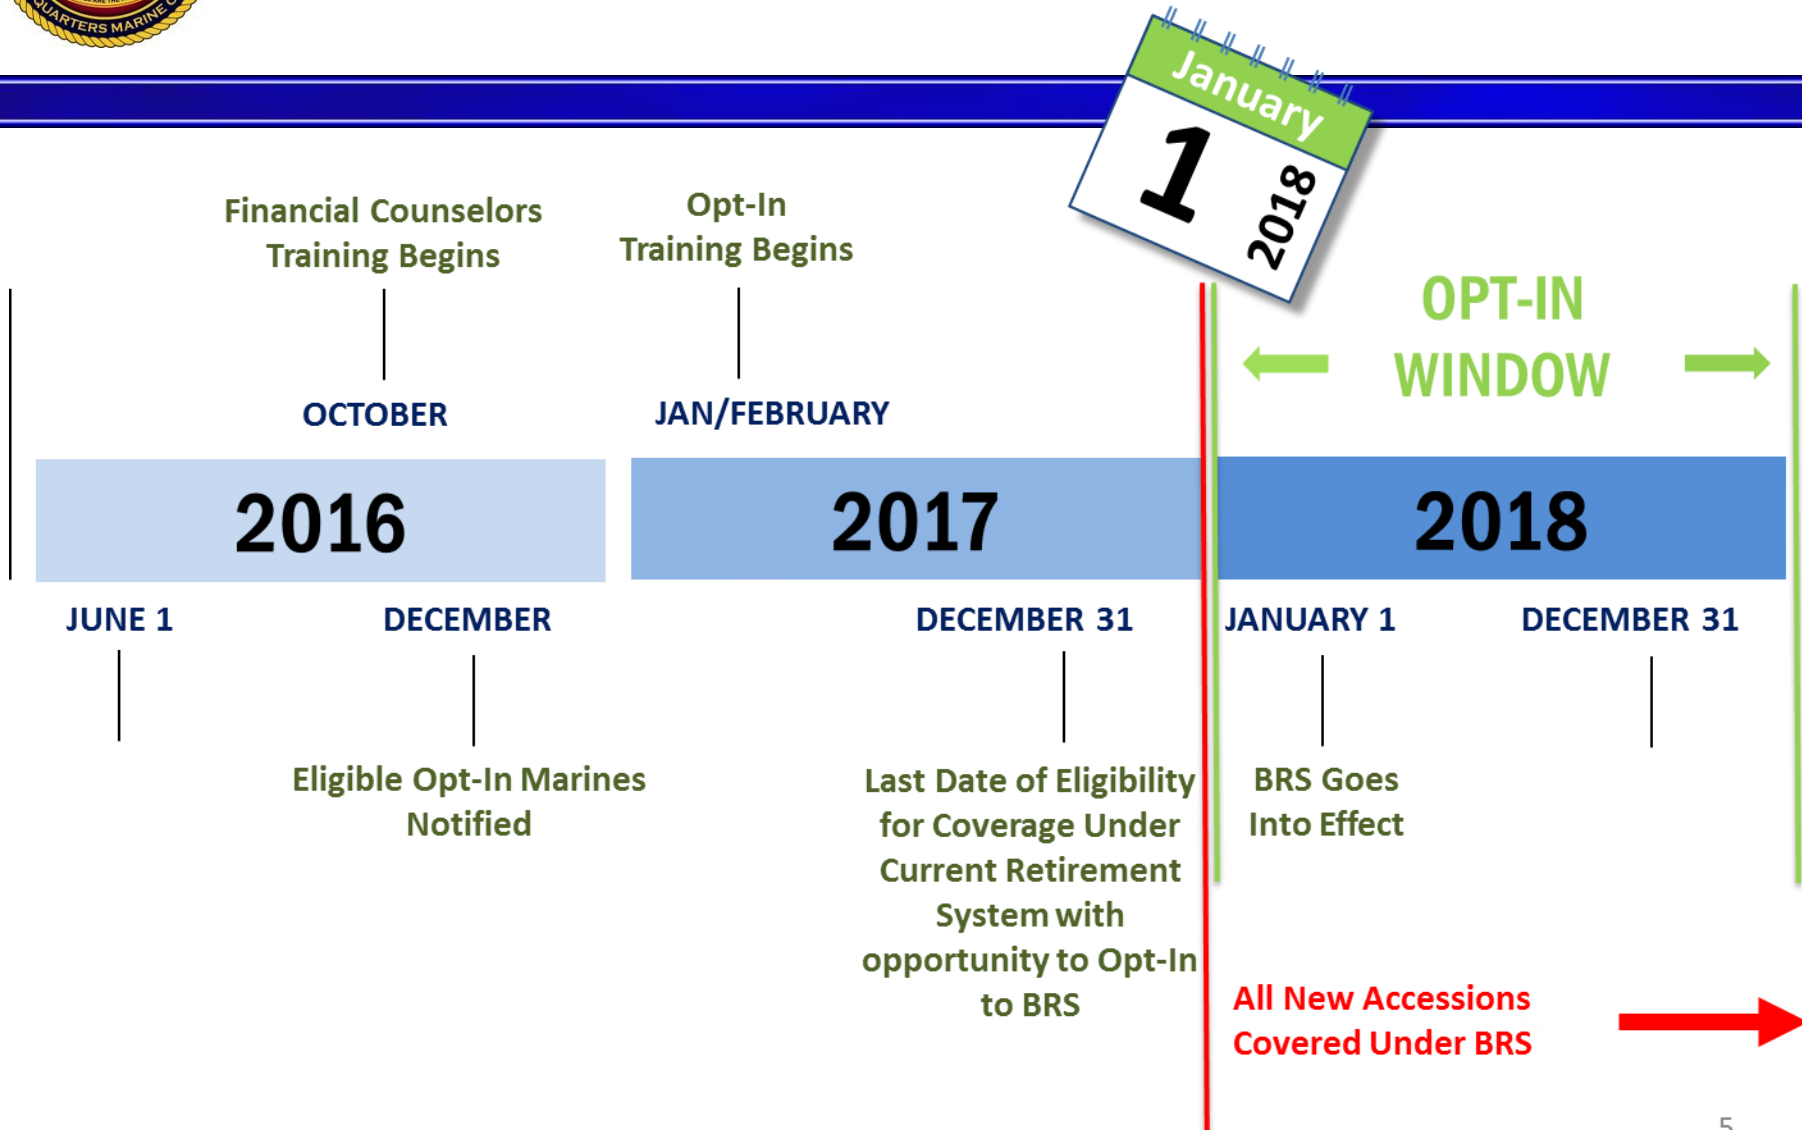 QUARTERS MARINE
January
1
2018
Financial Counselors
Training Begins
Opt-In
Training Begins
OPT-IN
WINDOW
OCTOBER
JAN/FEBRUARY
2016
2017
2018
JUNE 1
DECEMBER
DECEMBER 31
JANUARY 1
DECEMBER 31
Eligible Opt-In Marines
Notified
Last Date of Eligibility
for Coverage Under
Current Retirement
System with
opportunity to Opt-In
to BRS
BRS Goes
Into Effect
All New Accessions
Covered Under BRS
5